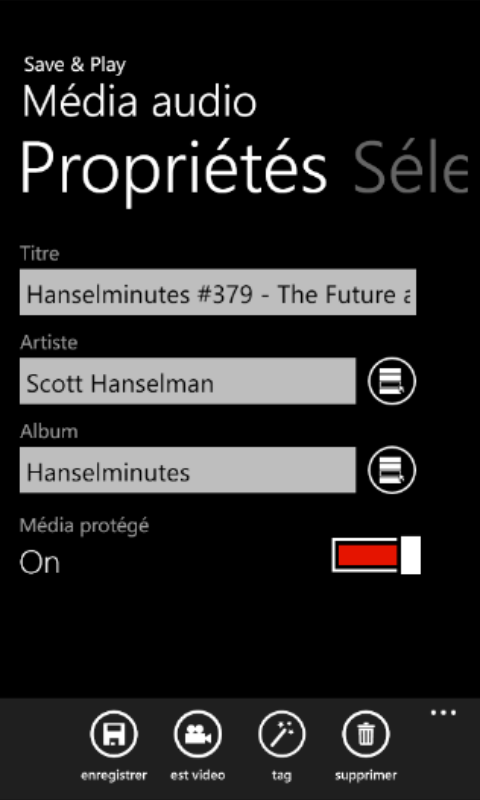 Save & Play
Média audio
Propriétés Séle
Titre
Hanselminutes #379 - The Future a
Artiste
Scott Hanselman
Album
Hanselminutes
Média protégé
On
enregistrer est video tag supprimer